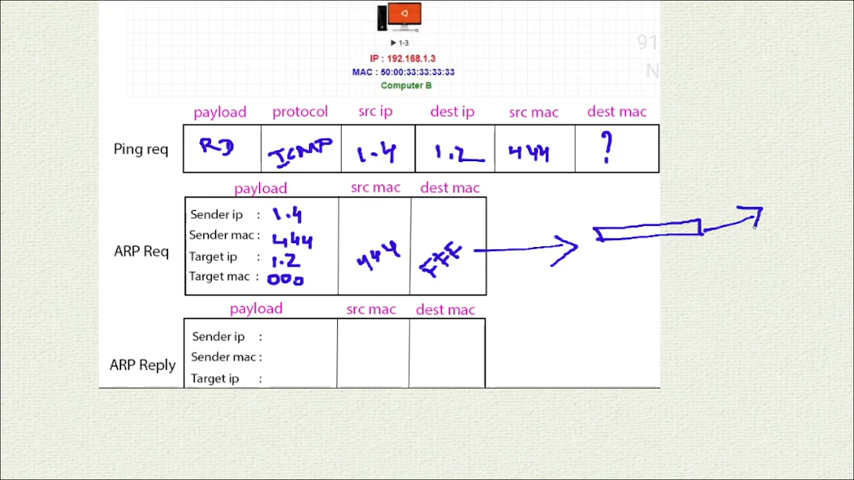 1-3
IP : 192.168.1.3
MAC : 50:00:33:33:33:33
Computer B
91
N
payload protocol src ip dest ip src mac dest mac
Ping req RD ICMP 1.4 1.2 444 ?
payload src mac dest mac
Sender ip : 1.4
Sender mac : 444
ARP Req Target ip : 1.2 444 FFF
Target mac : 000
payload src mac dest mac
Sender ip :
Sender mac :
ARP Reply
Target ip :